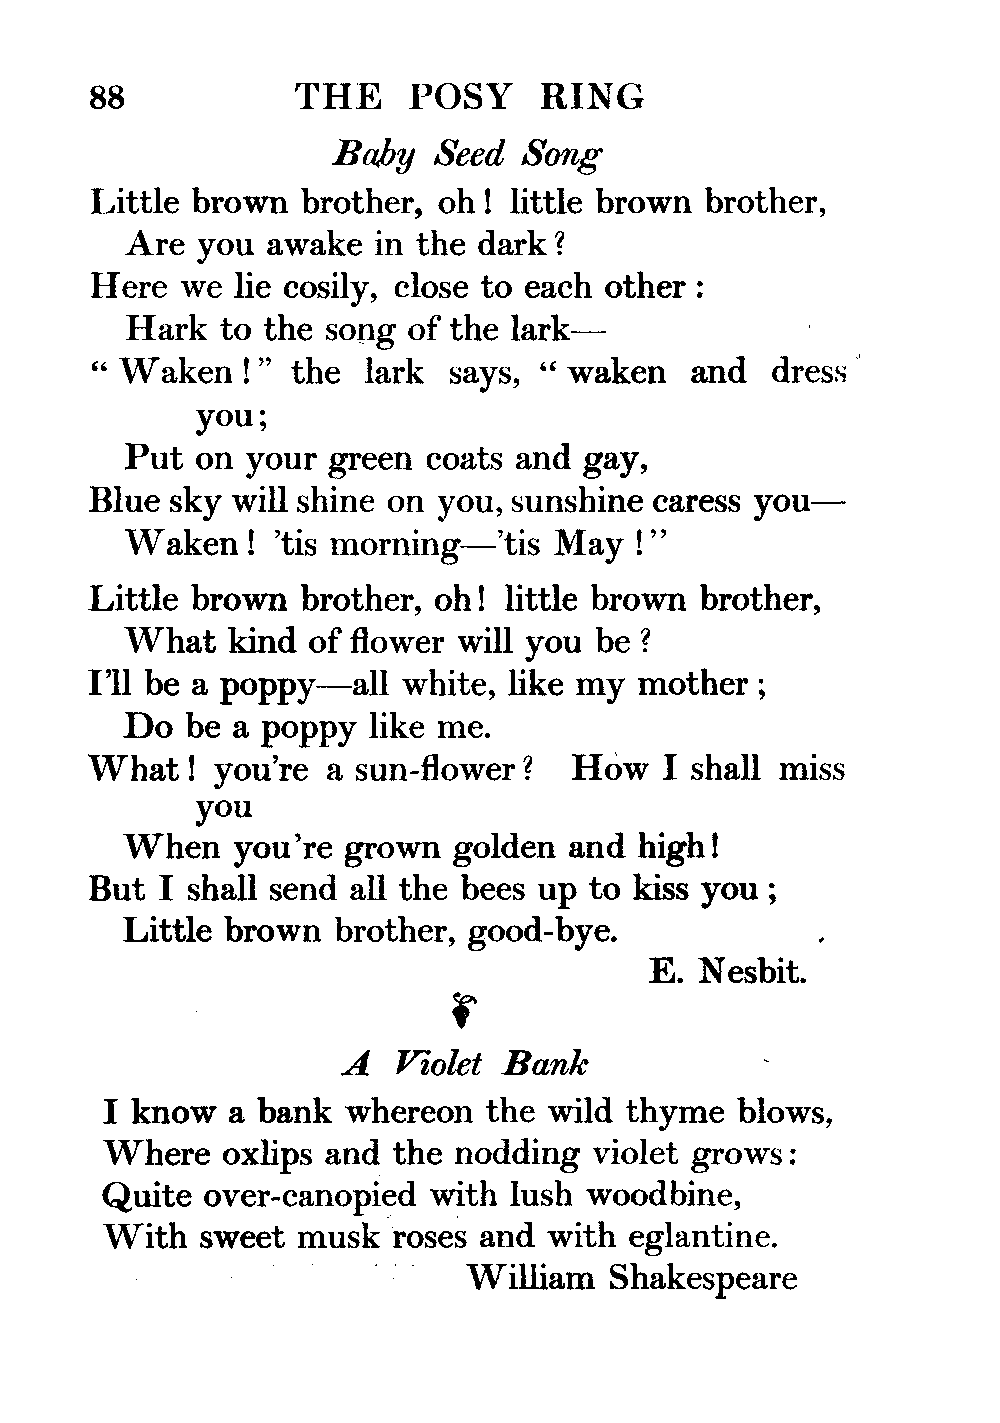 88 THE POSY RING
Baby Seed Song
Little brown brother, oh! little brown brother,
Are you awake in the dark?
Here we lie cosily, close to each other:
Hark to the song of the lark—
"Waken!" the lark says, "waken and dress
you;
Put on your green coats and gay,
Blue sky will shine on you, sunshine caress you—
Waken! 'tis morning—'tis May!"
Little brown brother, oh! little brown brother,
What kind of flower will you be?
I'll be a poppy—all white, like my mother;
Do be a poppy like me.
What! you're a sun-flower? How I shall miss
you
When you're grown golden and high!
But I shall send all the bees up to kiss you;
Little brown brother, good-bye.
E. Nesbit.
A Violet Bank
I know a bank whereon the wild thyme blows,
Where oxlips and the nodding violet grows:
Quite over-canopied with lush woodbine,
With sweet musk roses and with eglantine.
William Shakespeare